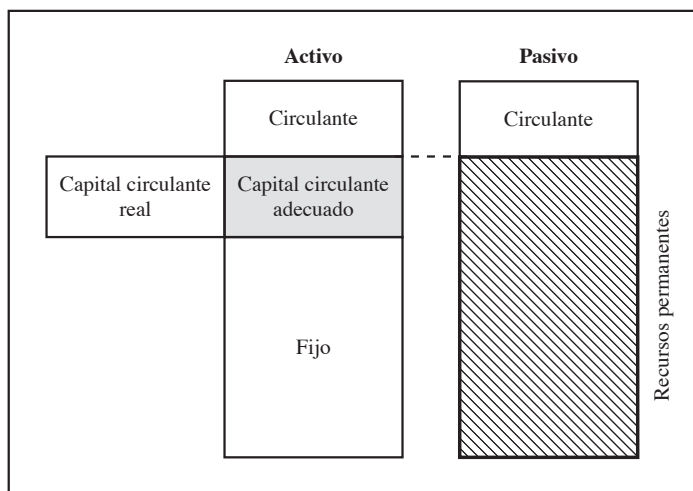 Activo
Pasivo
Circulante
Circulante
Capital circulante
real
Capital circulante
adecuado
Fijo
Recursos permanentes